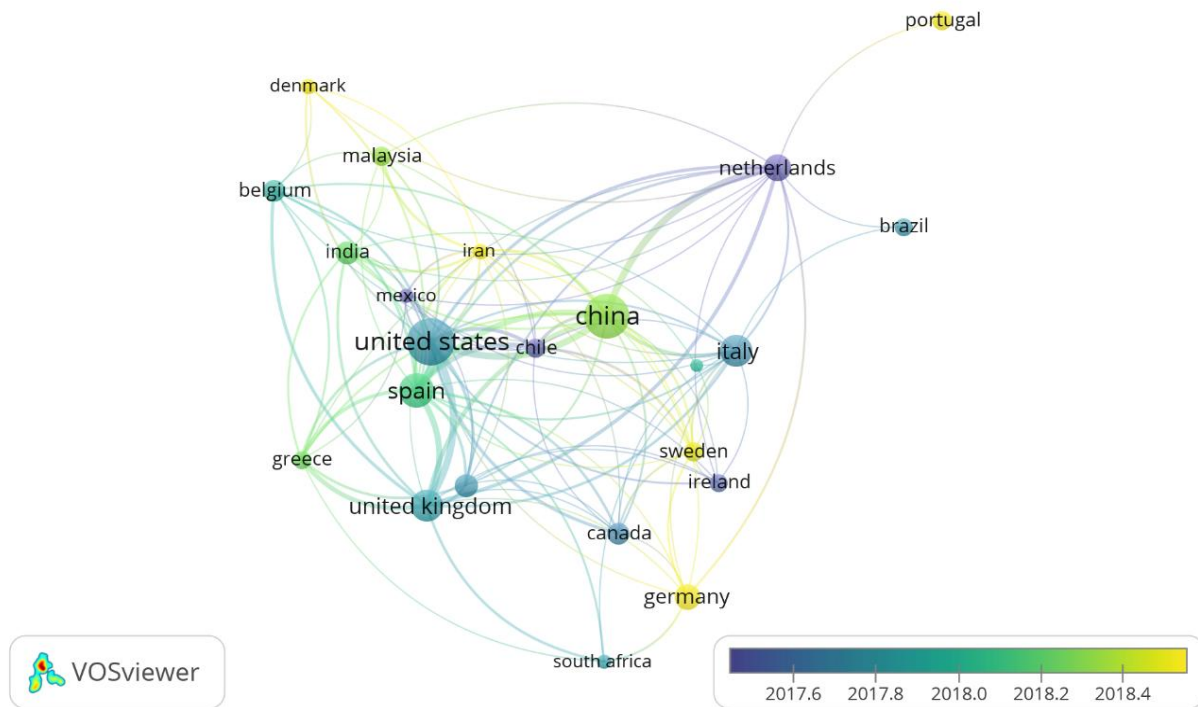 portugal
denmark
malaysia
netherlands
belgium
brazil
india
iran
mexico
china
united states
chile
italy
spain
sweden
greece
ireland
united kingdom
canada
germany
south africa
VOSviewer
2017.6 2017.8 2018.0 2018.2 2018.4